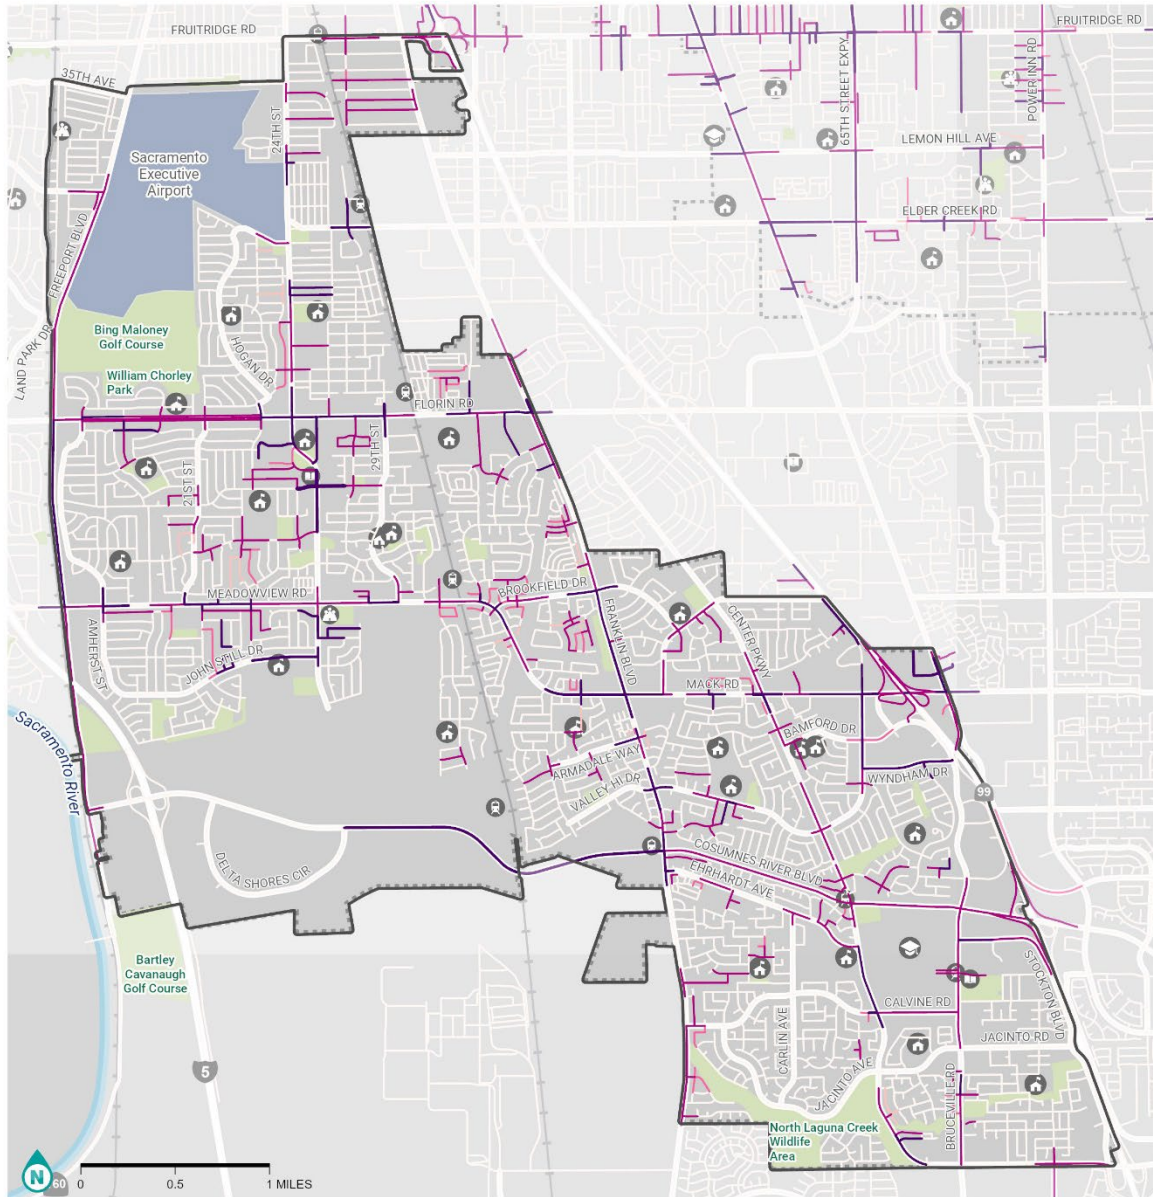 FRUITRIDGE RD
FRUITRIDGE RD
35TH AVE
24TH ST
65TH STREET EXPY
POWER INN RD
LEMON HILL AVE
Sacramento
Executive
Airport
ELDER CREEK RD
FREEPORT BLVD
LAND PARK DR
Bing Maloney
Golf Course
HOGAN DR
William Chorley
Park
FLORIN RD
29TH ST
21ST ST
MEADOWVIEW RD
BROOKFIELD DR
FRANKLIN BLVD
CENTER PKWY
AMHERST ST
JOHN STILL DR
MACK RD
Sacramento River
BAMFORD DR
ARMADALE WAY
WYNDHAM DR
VALLEY HI DR
99
DELTA SHORES CIR
COSUMNES RIVER BLVD
EHRHARDT AVE
Bartley
Cavanaugh
Golf Course
STOCKTON BLVD
CALVINE RD
CARLIN AVE
JACINTO RD
5
JACINTO AVE
BRUCEVILLE RD
North Laguna Creek
Wildlife
Area
N
60
0 0.5 1 MILES